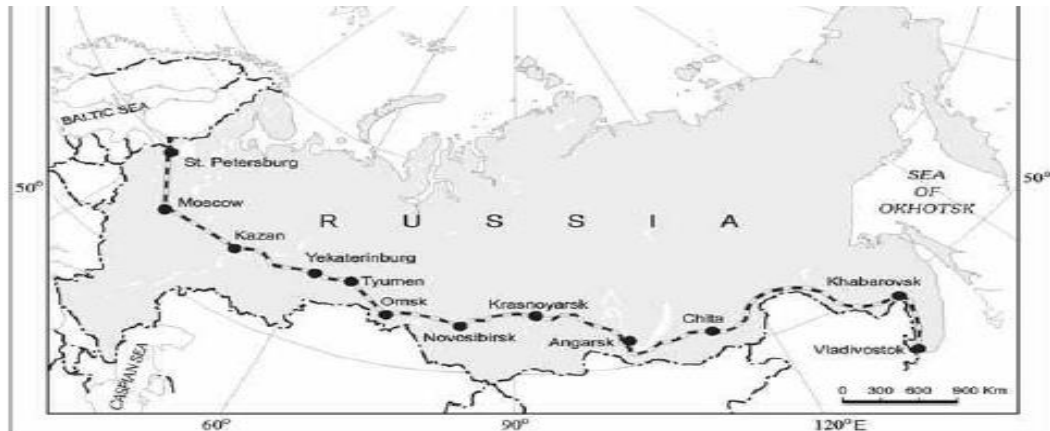 BALTIC SEA
St. Petersburg
50°
50°
SEA
OF
OKHOTSK
Moscow
RUSSIA
Kazan
Yekaterinburg
Tyumen
Khabarovsk
Omsk
Krasnoyarsk
Chita
Novosibirsk
Angarsk
Vladivostok
CASPIAN SEA
0 300 600 900 Km
60°
90°
120°E